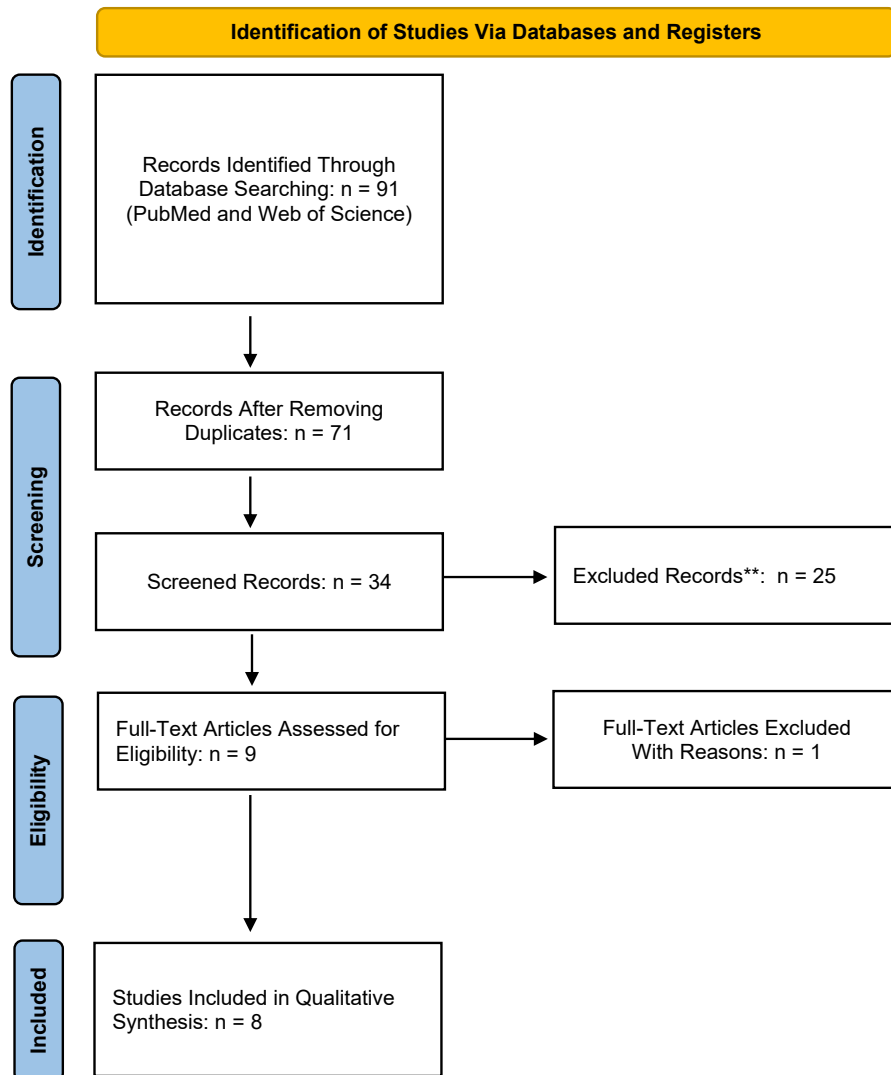 Identification of Studies Via Databases and Registers
Identification
Records Identified Through
Database Searching: n = 91
(PubMed and Web of Science)
Screening
Records After Removing
Duplicates: n = 71
Screened Records: n = 34
Excluded Records**:  n = 25
Eligibility
Full-Text Articles Assessed for
Eligibility: n = 9
Full-Text Articles Excluded
With Reasons: n = 1
Included
Studies Included in Qualitative
Synthesis: n = 8